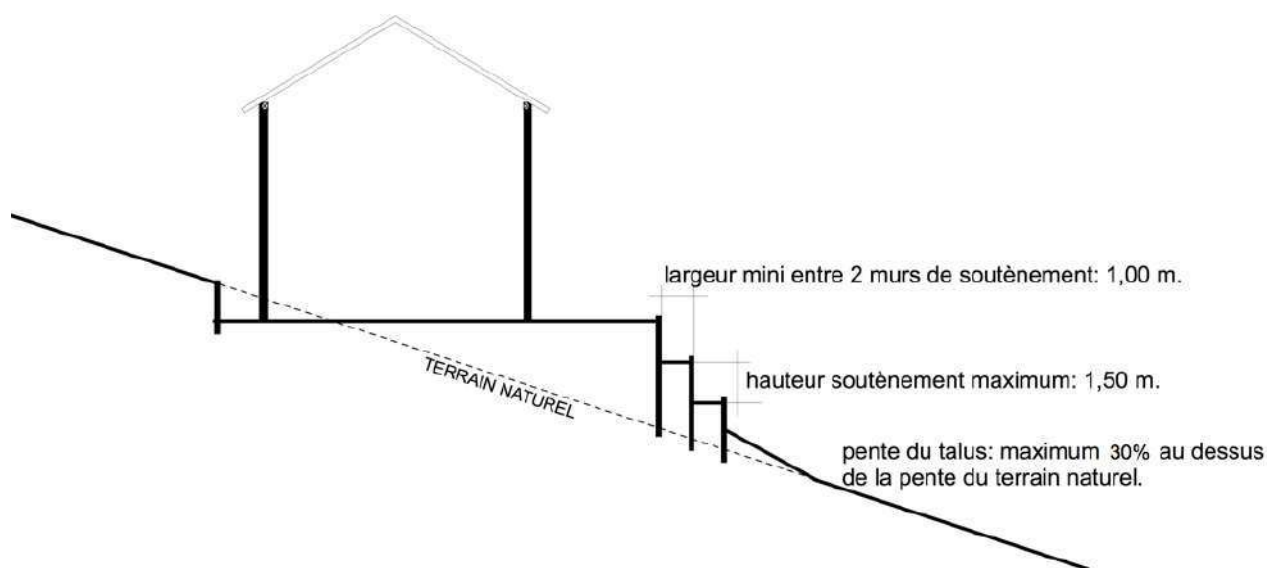 largeur mini entre 2 murs de soutènement: 1,00 m.
TERRAIN NATUREL
hauteur soutènement maximum: 1,50 m.
pente du talus: maximum 30% au dessus
de la pente du terrain naturel.